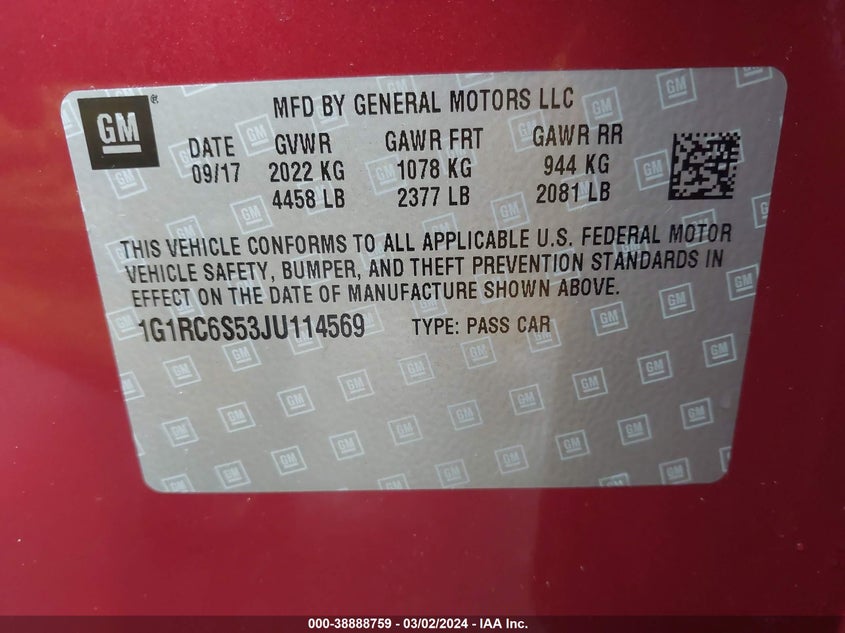 GM® MFD BY GENERAL MOTORS LLC
DATE GVWR GAWR FRT GAWR RR
09/17 2022 KG 1078 KG 944 KG
4458 LB 2377 LB 2081 LB
THIS VEHICLE CONFORMS TO ALL APPLICABLE U.S. FEDERAL MOTOR
VEHICLE SAFETY, BUMPER, AND THEFT PREVENTION STANDARDS IN
EFFECT ON THE DATE OF MANUFACTURE SHOWN ABOVE.
1G1RC6S53JU114569 TYPE: PASS CAR
000-38888759 - 03/02/2024 - IAA Inc.